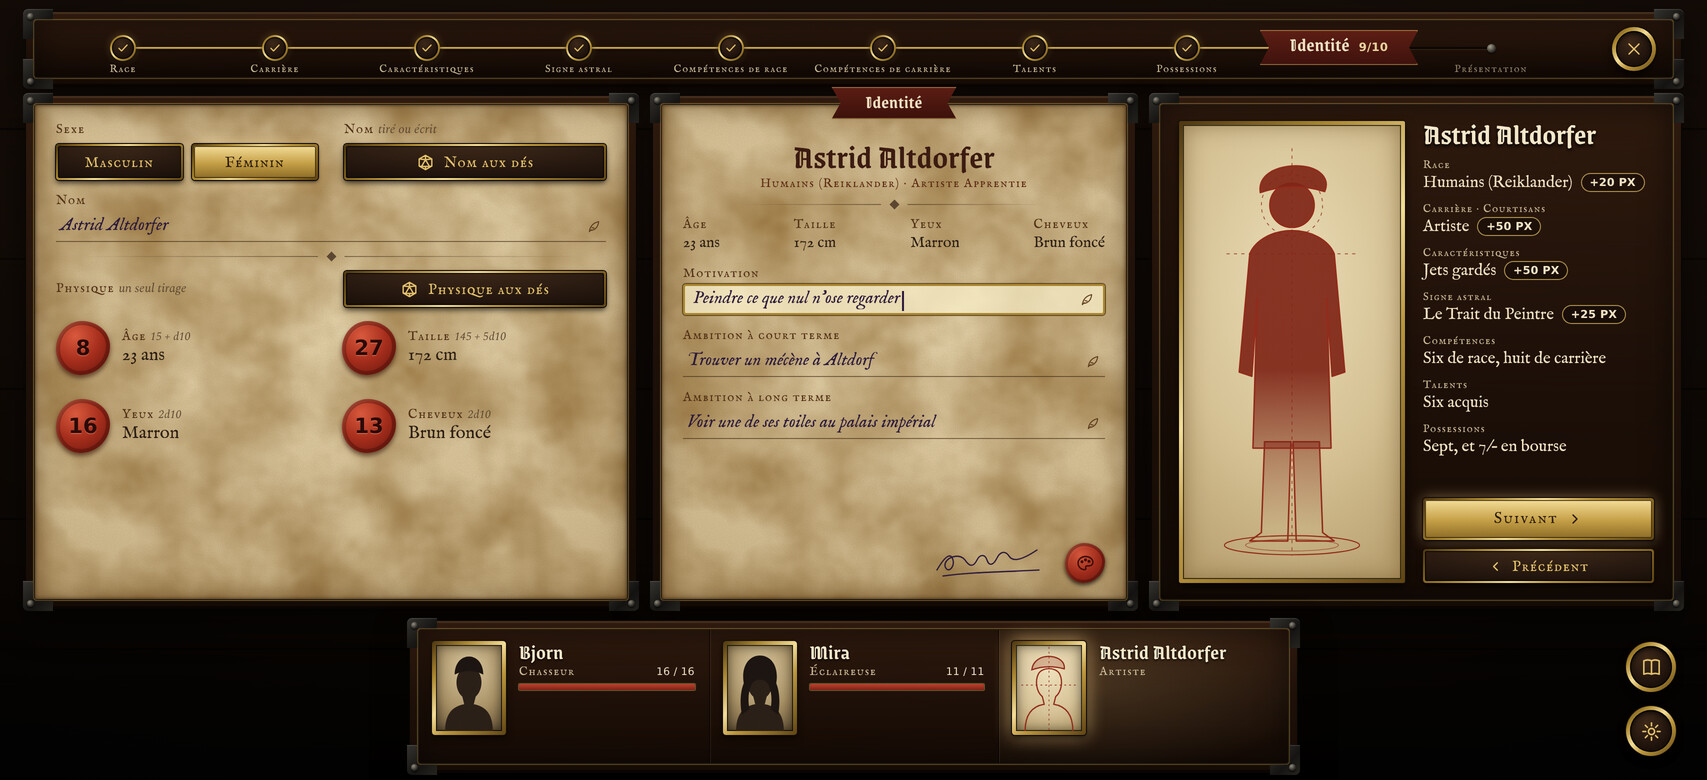 Race
Carrière
Caractéristiques
Signe astral
Compétences de race
Compétences de carrière
Talents
Possessions
Identité 9/10
Présentation
Sexe
Masculin
Féminin
Nom tiré ou écrit
Nom aux dés
Nom
Astrid Altdorfer
Physique un seul tirage
Physique aux dés
8
Âge 15 + d10
23 ans
27
Taille 145 + 5d10
172 cm
16
Yeux 2d10
Marron
13
Cheveux 2d10
Brun foncé
Identité
Astrid Altdorfer
Humains (Reiklander) · Artiste Apprentie
Âge
23 ans
Taille
172 cm
Yeux
Marron
Cheveux
Brun foncé
Motivation
Peindre ce que nul n'ose regarder
Ambition à court terme
Trouver un mécène à Altdorf
Ambition à long terme
Voir une de ses toiles au palais impérial
Astrid Altdorfer
Race
Humains (Reiklander) +20 PX
Carrière · Courtisans
Artiste +50 PX
Caractéristiques
Jets gardés +50 PX
Signe astral
Le Trait du Peintre +25 PX
Compétences
Six de race, huit de carrière
Talents
Six acquis
Possessions
Sept, et 7/- en bourse
Suivant
Précédent
Bjorn
Chasseur 16 / 16
Mira
Éclaireuse 11 / 11
Astrid Altdorfer
Artiste